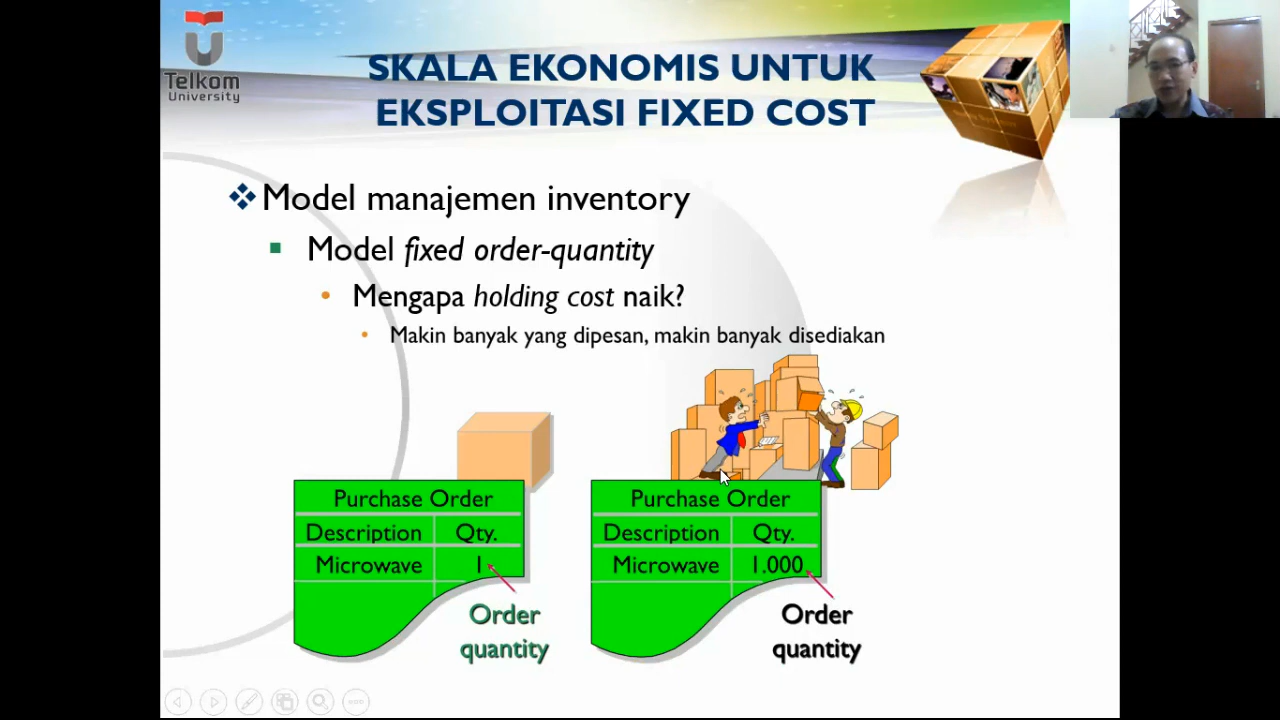 Telkom
University
SKALA EKONOMIS UNTUK
EKSPLOITASI FIXED COST
Model manajemen inventory
Model fixed order-quantity
Mengapa holding cost naik?
Makin banyak yang dipesan, makin banyak disediakan
Purchase Order
Description Qty.
Microwave 1
Order
quantity
Purchase Order
Description Qty.
Microwave 1.000
Order
quantity